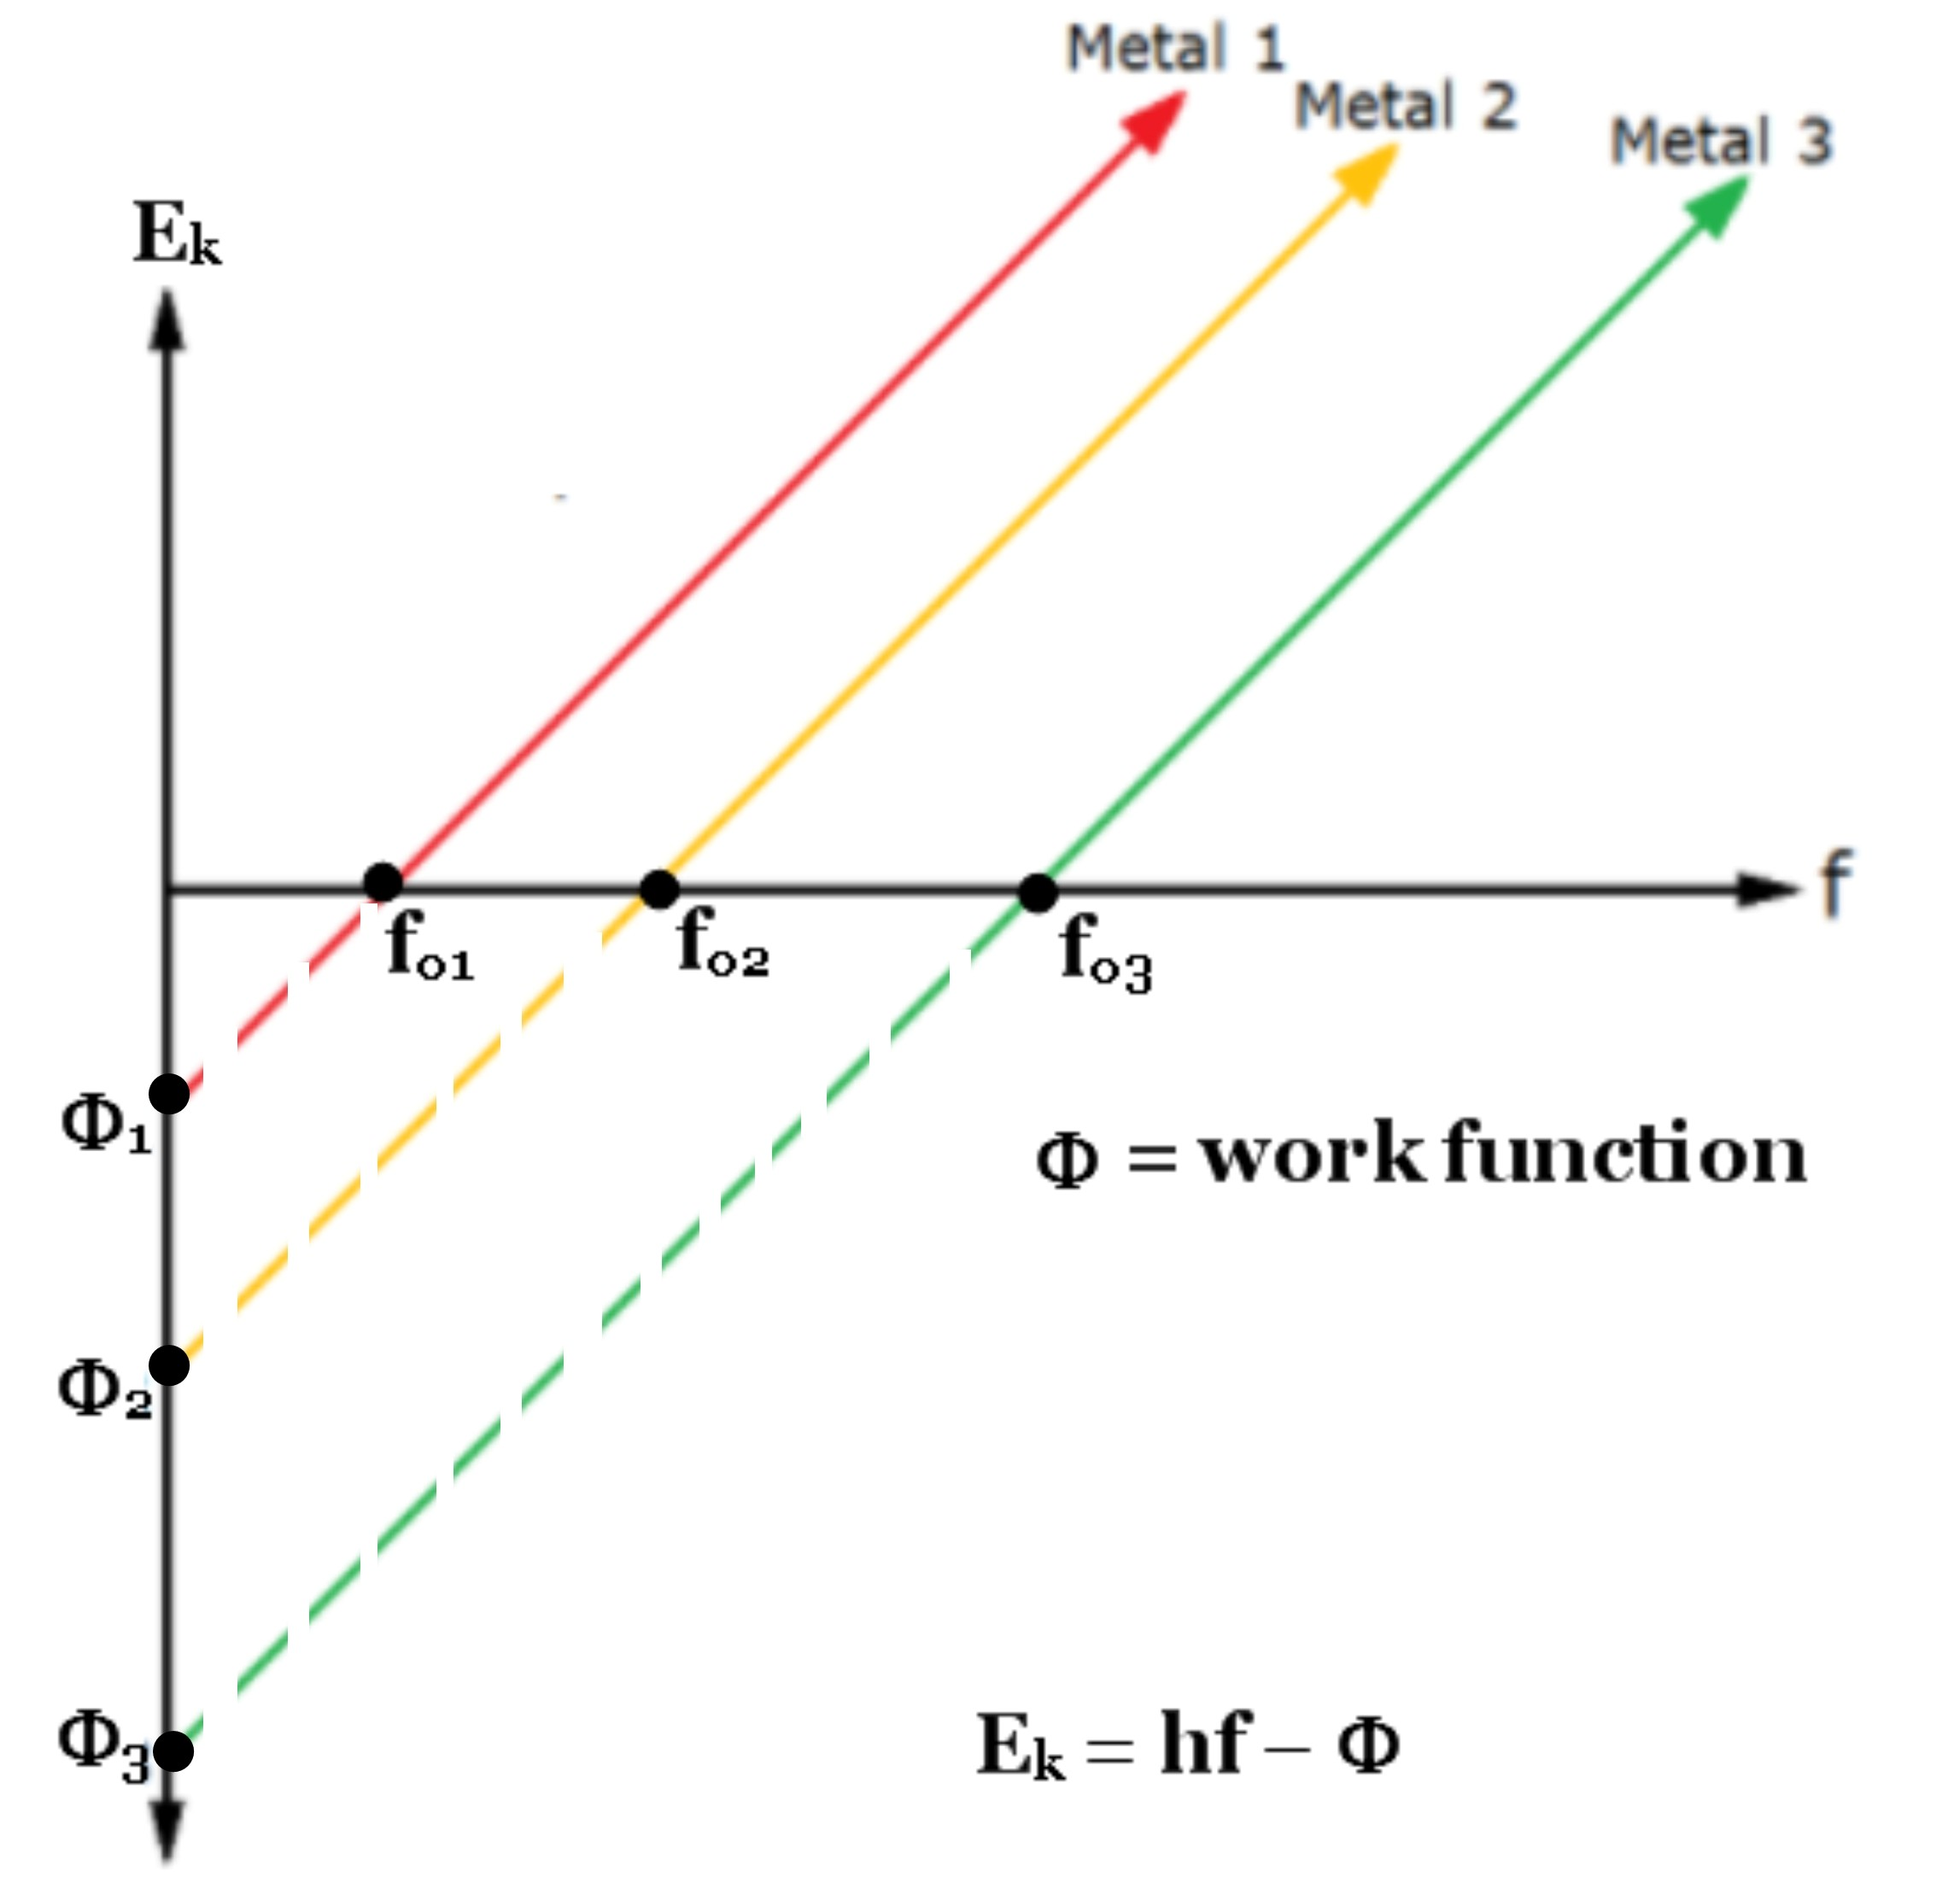 Metal 1
Metal 2
Metal 3
Eₖ
f
fₒ₁
fₒ₂
fₒ₃
Φ₁
Φ = work function
Φ₂
Φ₃
Eₖ = hf – Φ